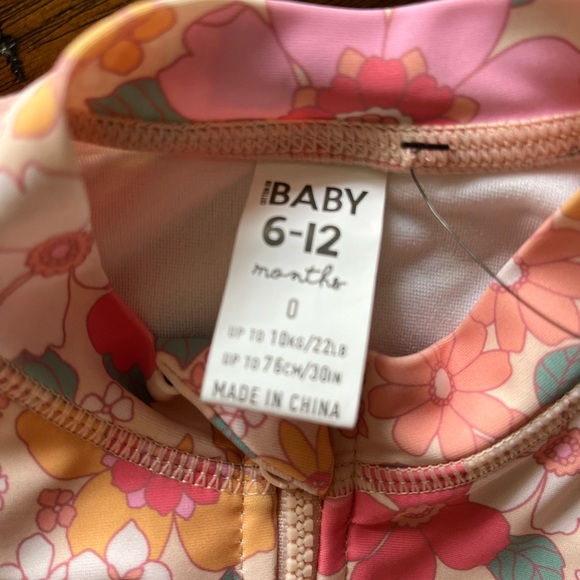 BABY
6-12
months
0
UP TO 10KG/22LB
UP TO 76CM/30IN
MADE IN CHINA